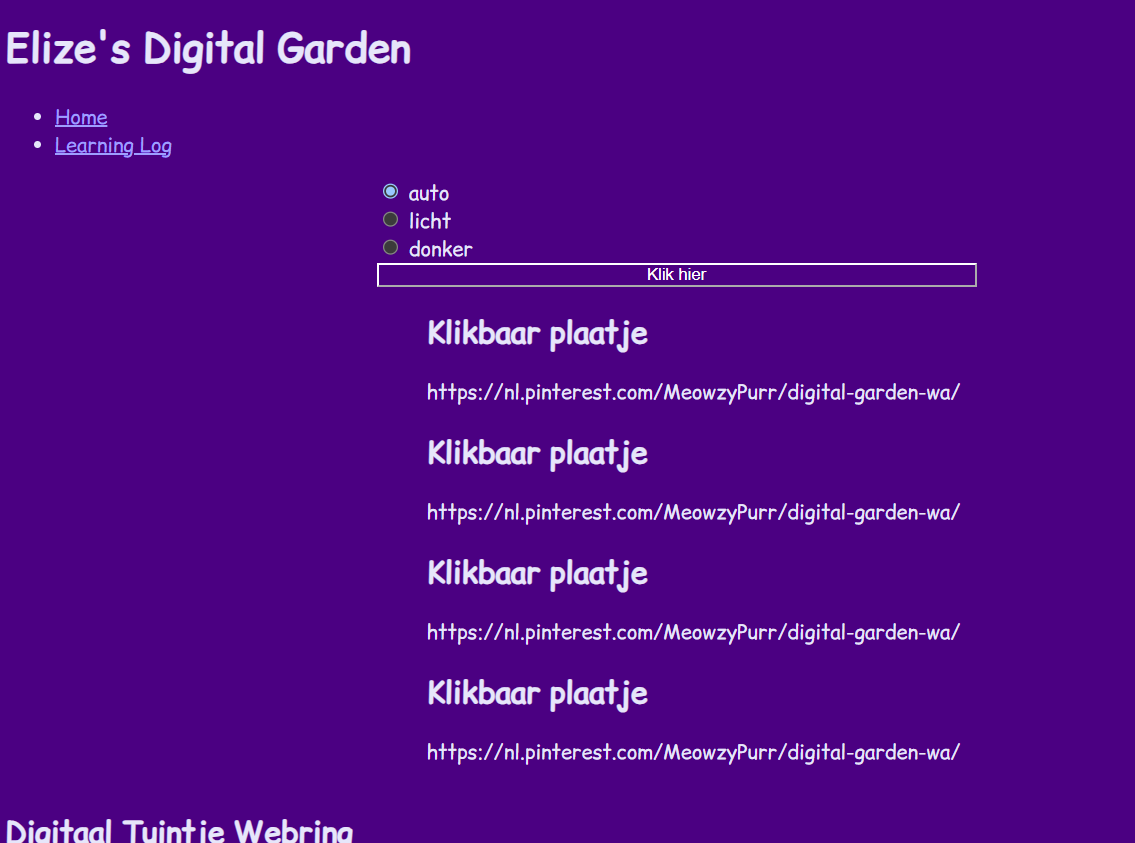 Elize's Digital Garden
Home
Learning Log
auto
licht
donker
Klik hier
Klikbaar plaatje
https://nl.pinterest.com/MeowzyPurr/digital-garden-wa/
Klikbaar plaatje
https://nl.pinterest.com/MeowzyPurr/digital-garden-wa/
Klikbaar plaatje
https://nl.pinterest.com/MeowzyPurr/digital-garden-wa/
Klikbaar plaatje
https://nl.pinterest.com/MeowzyPurr/digital-garden-wa/
Digitaal Tuintje Webring